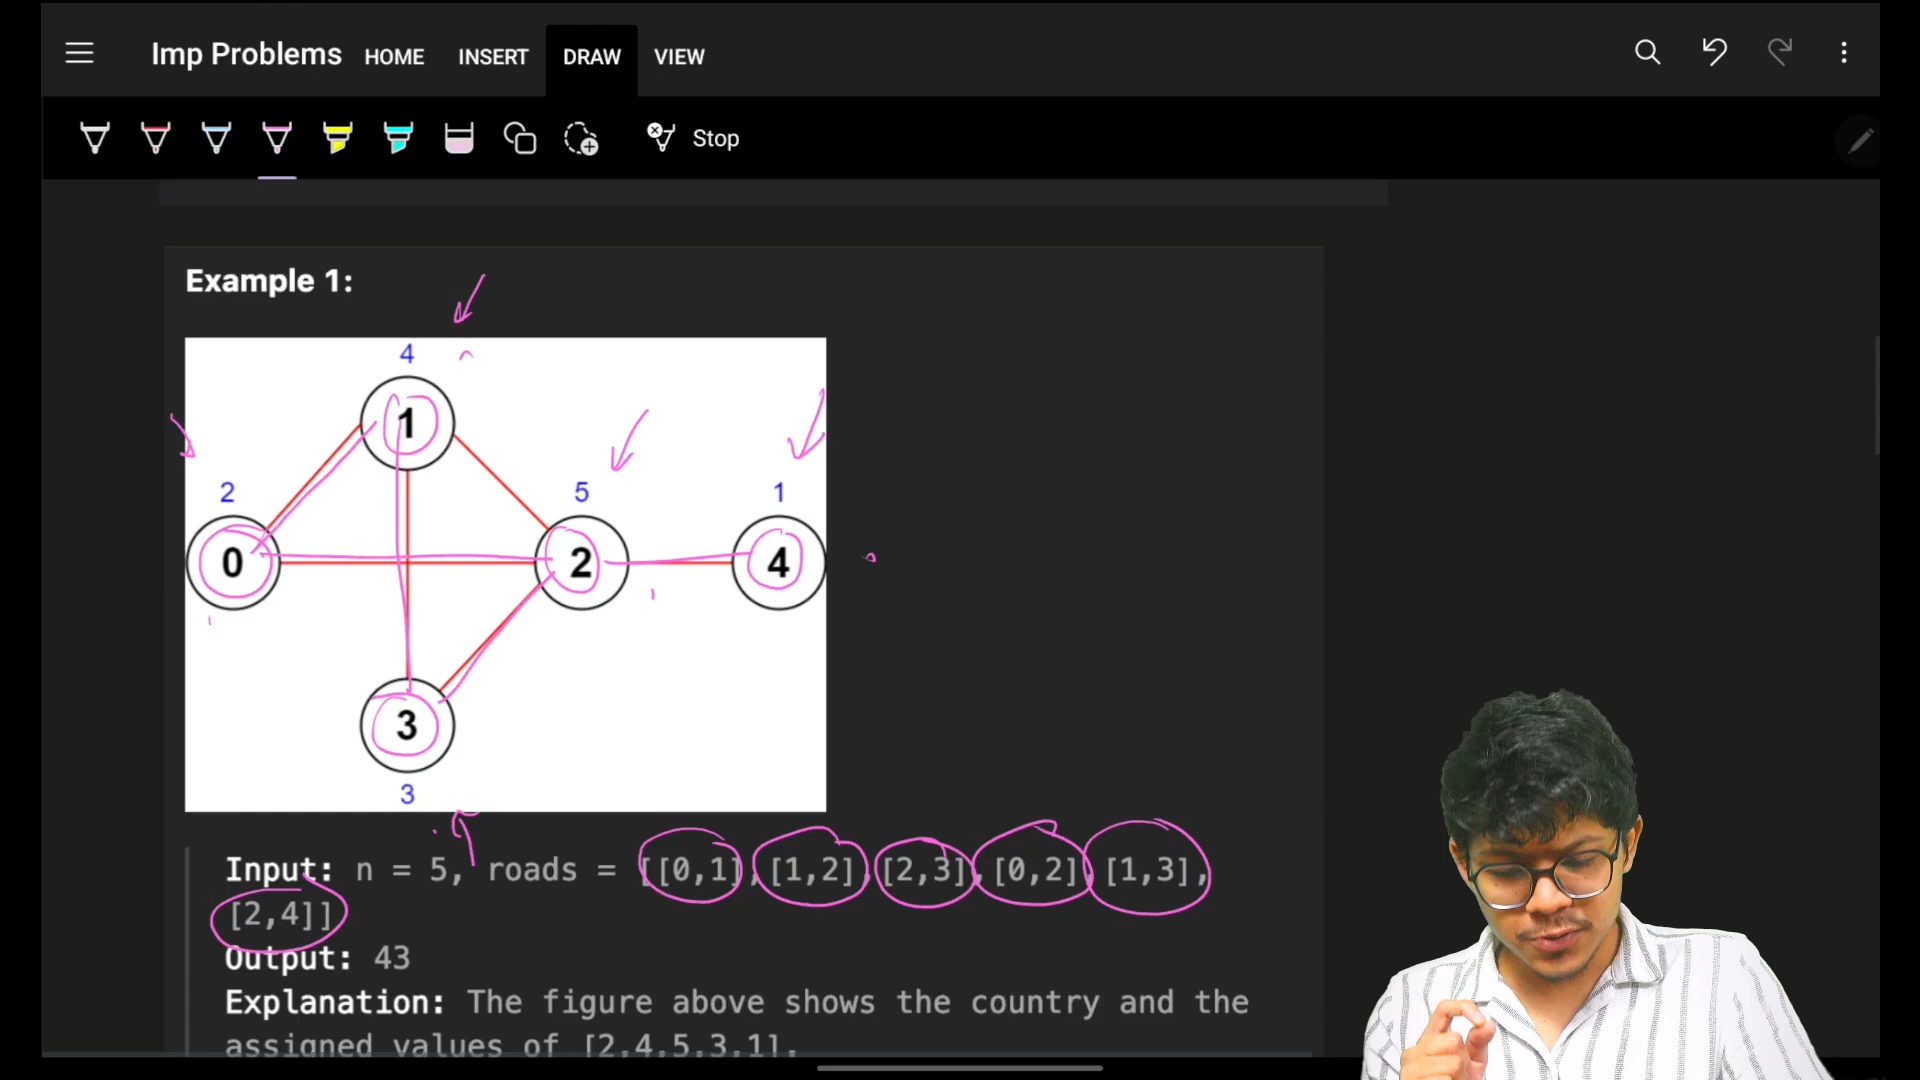 Imp Problems HOME INSERT DRAW VIEW
Stop
Example 1:
4
1
2 5 1
0 2 4
3
3
Input: n = 5, roads = [[0,1],[1,2],[2,3],[0,2],[1,3],
[2,4]]
Output: 43
Explanation: The figure above shows the country and the
assigned values of [2,4,5,3,1].